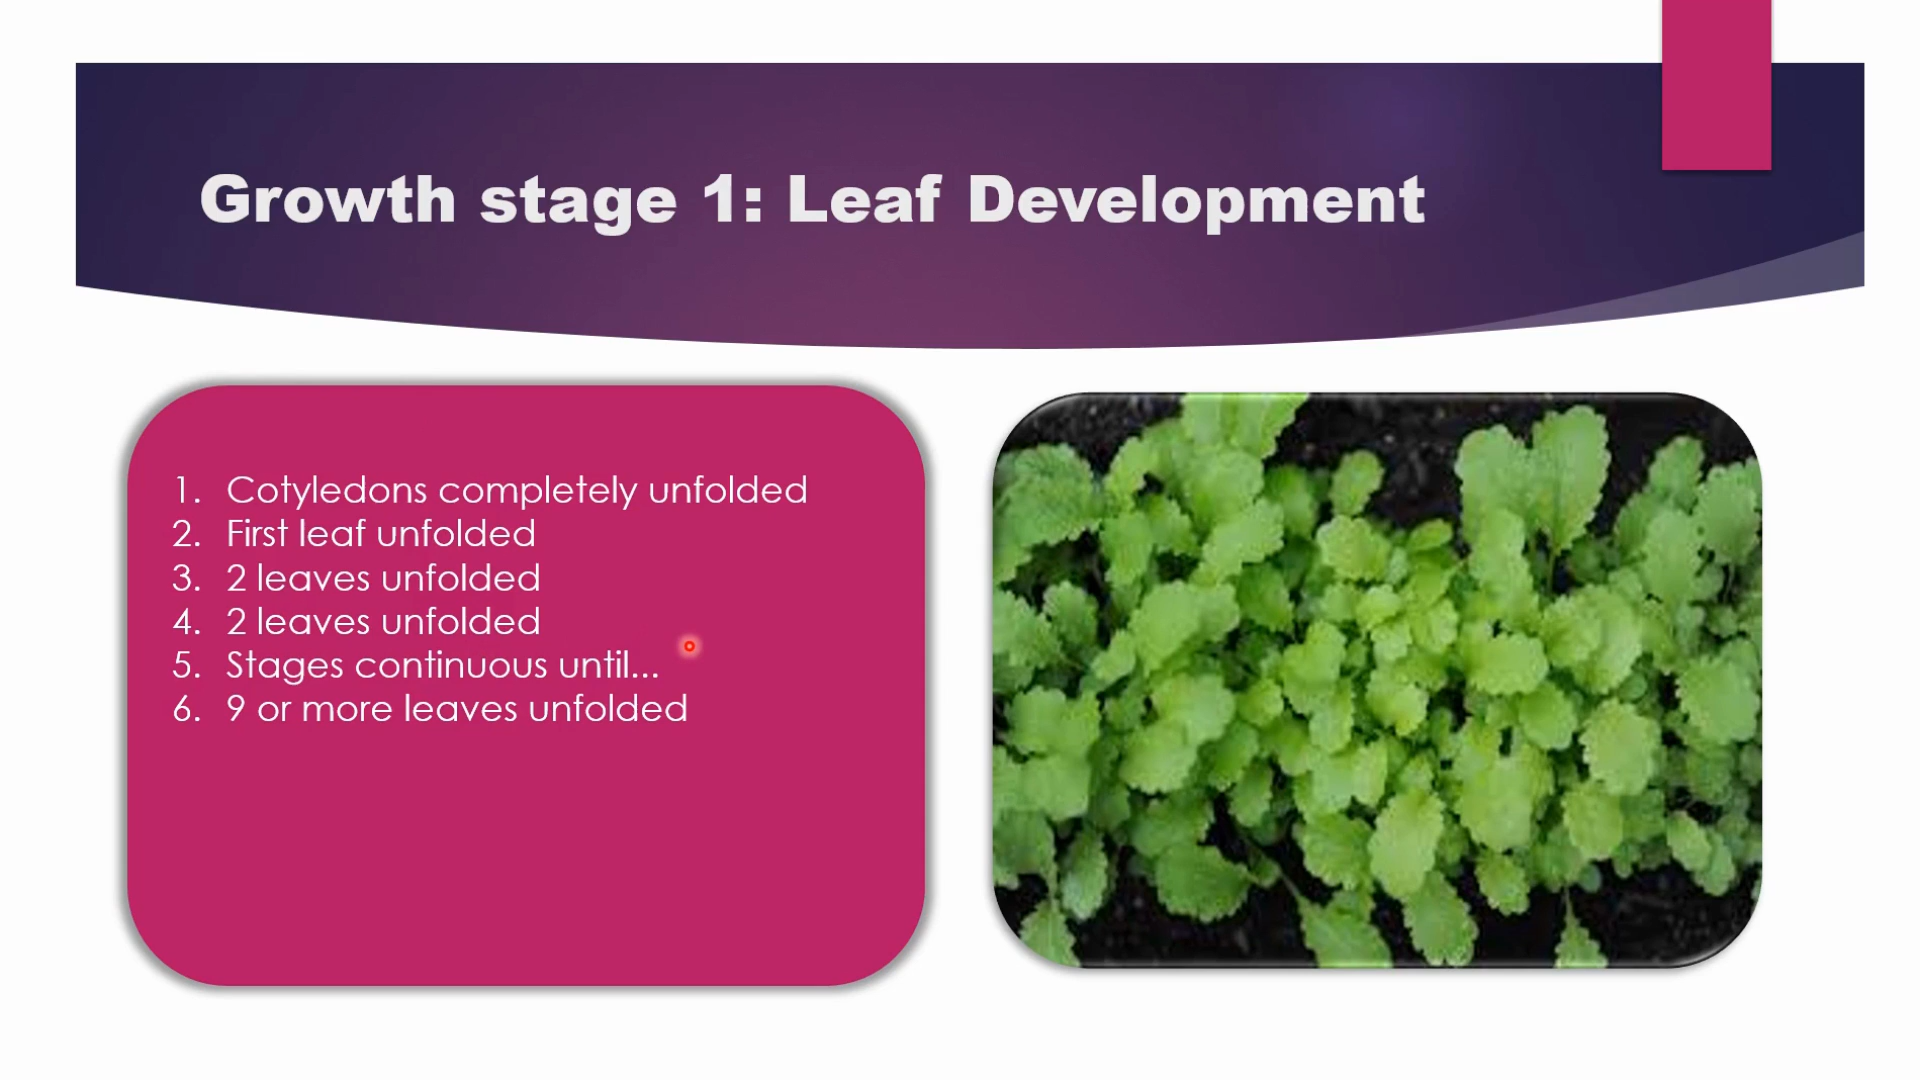 Growth stage 1: Leaf Development
1. Cotyledons completely unfolded
2. First leaf unfolded
3. 2 leaves unfolded
4. 2 leaves unfolded
5. Stages continuous until...
6. 9 or more leaves unfolded